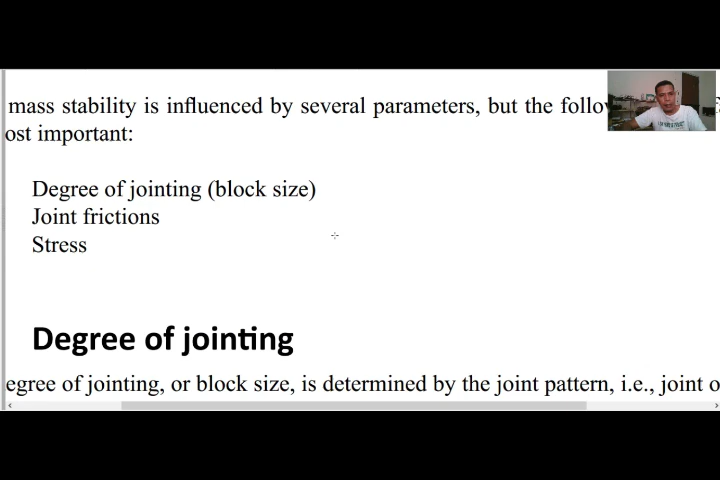 mass stability is influenced by several parameters, but the follov
ost important:
Degree of jointing (block size)
Joint frictions
Stress
Degree of jointing
egree of jointing, or block size, is determined by the joint pattern, i.e., joint o